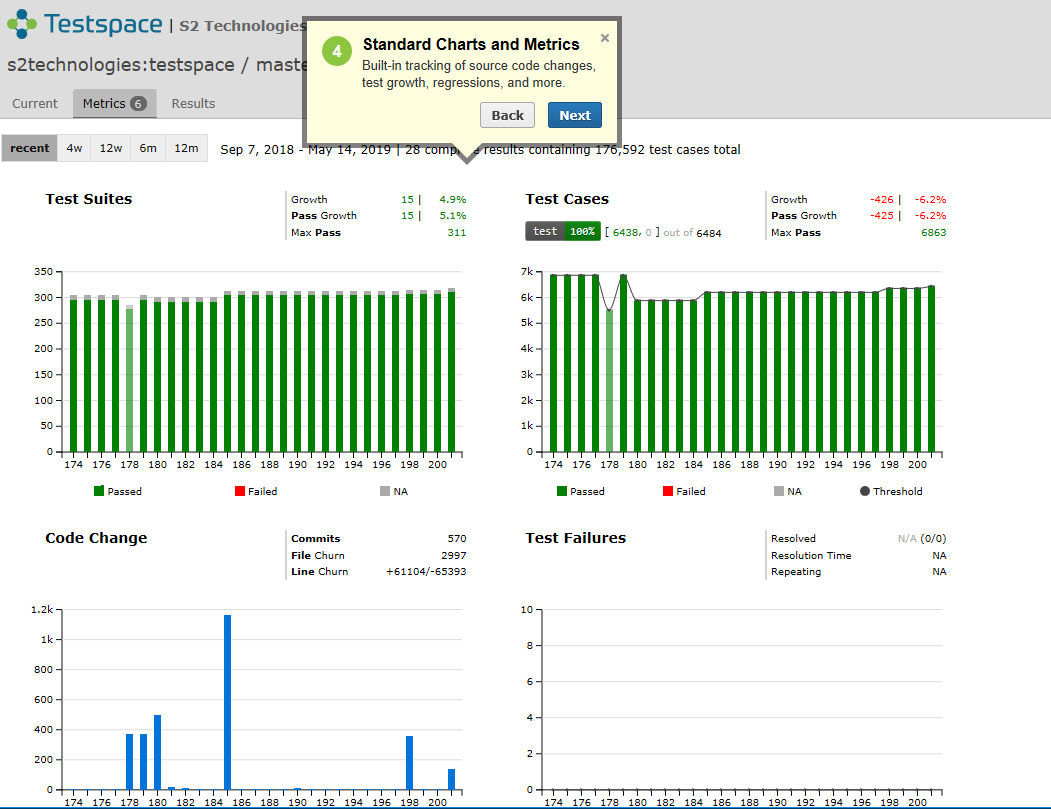 Testspace | S2 Technologies
s2technologies:testspace / maste
4
Standard Charts and Metrics
×
Built-in tracking of source code changes,
test growth, regressions, and more.
Back
Next
Current
Metrics 6
Results
recent 4w 12w 6m 12m
Sep 7, 2018 - May 14, 2019 | 28 comp e results containing 176,592 test cases total
Test Suites
Growth 15 | 4.9%
Pass Growth 15 | 5.1%
Max Pass 311
350
300
250
200
150
100
50
0
174 176 178 180 182 184 186 188 190 192 194 196 198 200
Passed Failed NA
Test Cases
test 100% [ 6438, 0 ] out of 6484
Growth -426 | -6.2%
Pass Growth -425 | -6.2%
Max Pass 6863
7k
6k
5k
4k
3k
2k
1k
0
174 176 178 180 182 184 186 188 190 192 194 196 198 200
Passed Failed NA Threshold
Code Change
Commits 570
File Churn 2997
Line Churn +61104/-65393
1.2k
1k
800
600
400
200
0
174 176 178 180 182 184 186 188 190 192 194 196 198 200
Test Failures
Resolved N/A (0/0)
Resolution Time NA
Repeating NA
10
8
6
4
2
0
174 176 178 180 182 184 186 188 190 192 194 196 198 200